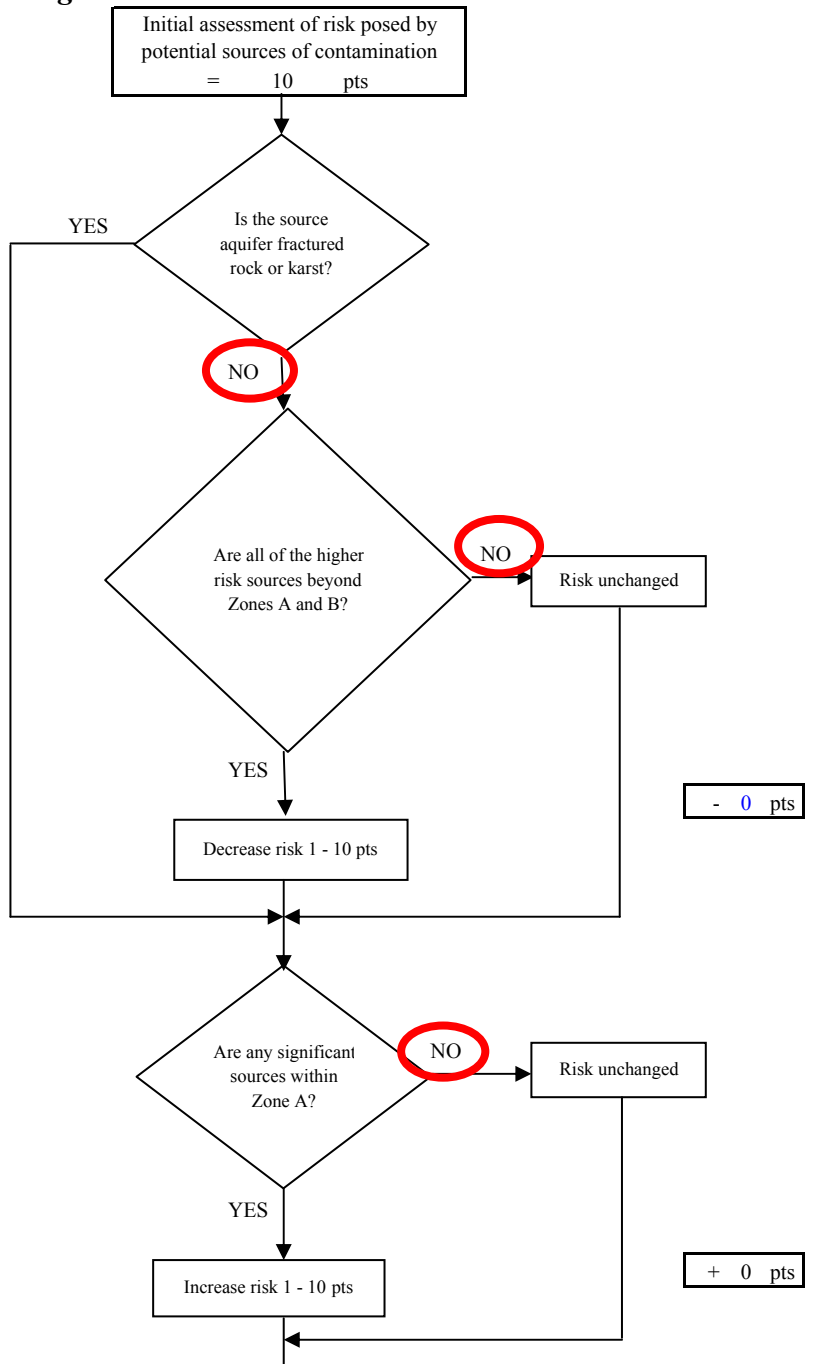 Initial assessment of risk posed by
potential sources of contamination
= 10 pts
YES
Is the source
aquifer fractured
rock or karst?
NO
Are all of the higher
risk sources beyond
Zones A and B?
NO
Risk unchanged
YES
- 0 pts
Decrease risk 1 - 10 pts
Are any significant
sources within
Zone A?
NO
Risk unchanged
YES
+ 0 pts
Increase risk 1 - 10 pts